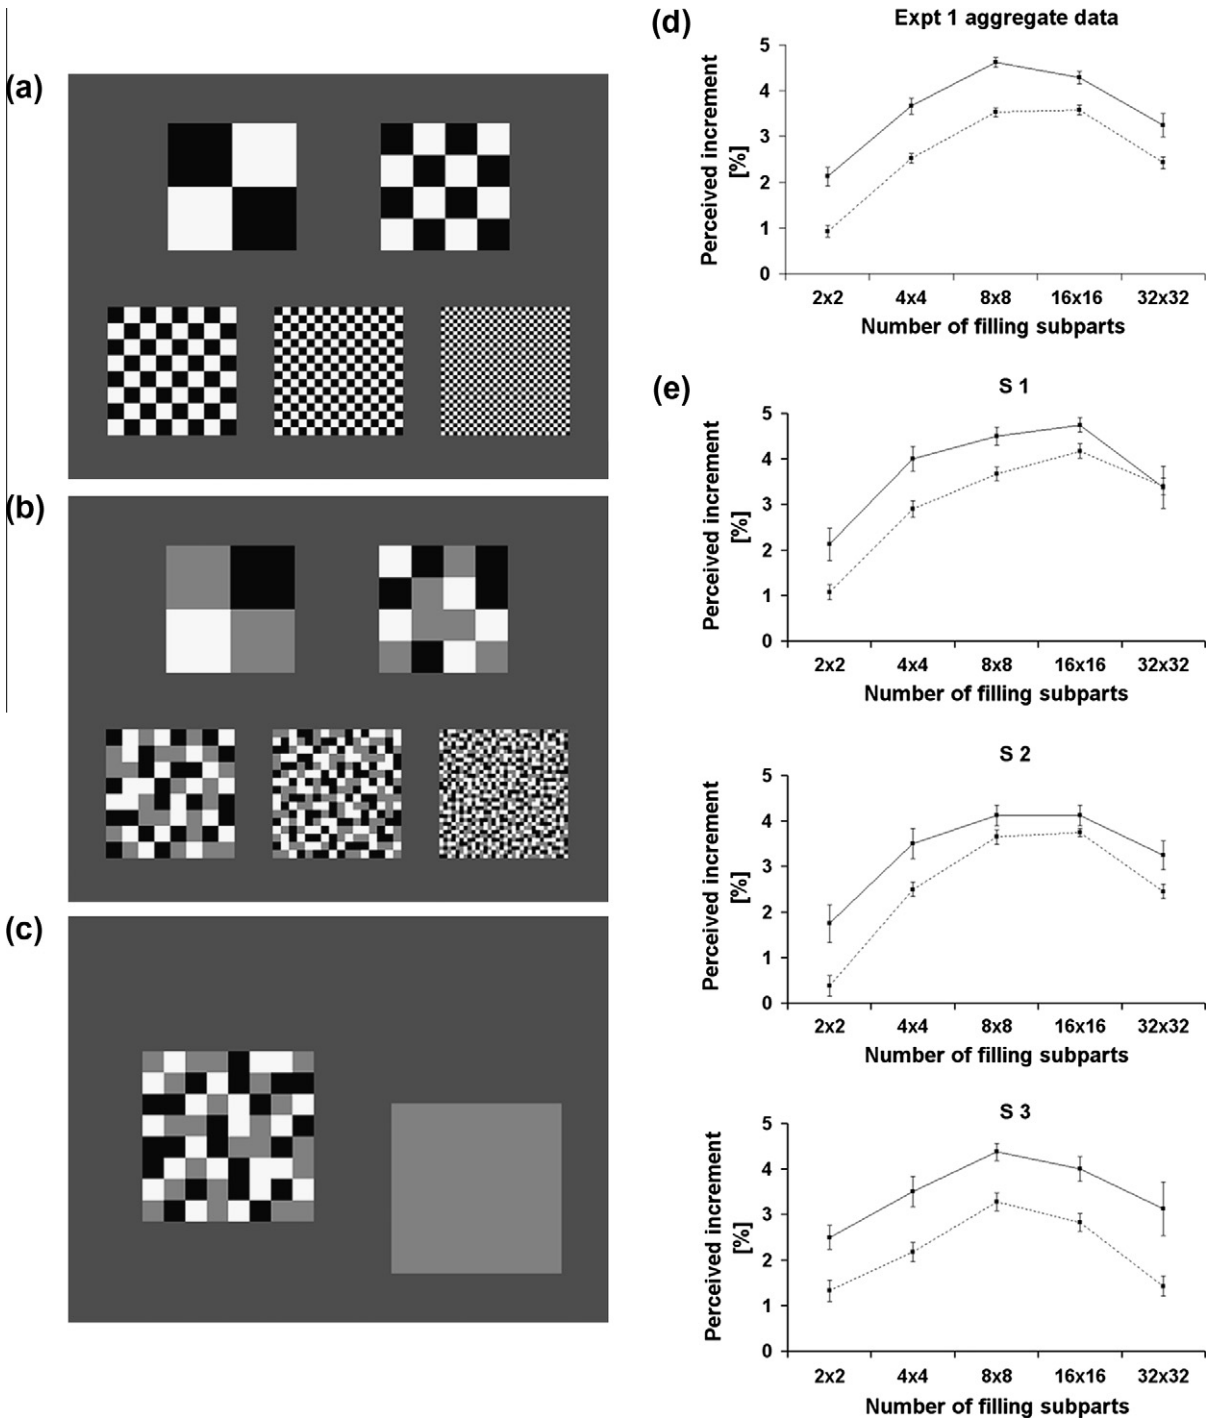 (a)
(b)
(c)
(d)
Expt 1 aggregate data
Perceived increment
[%]
5
4
3
2
1
0
2x2 4x4 8x8 16x16 32x32
Number of filling subparts
(e)
S 1
Perceived increment
[%]
5
4
3
2
1
0
2x2 4x4 8x8 16x16 32x32
Number of filling subparts
S 2
Perceived increment
[%]
5
4
3
2
1
0
2x2 4x4 8x8 16x16 32x32
Number of filling subparts
S 3
Perceived increment
[%]
5
4
3
2
1
0
2x2 4x4 8x8 16x16 32x32
Number of filling subparts